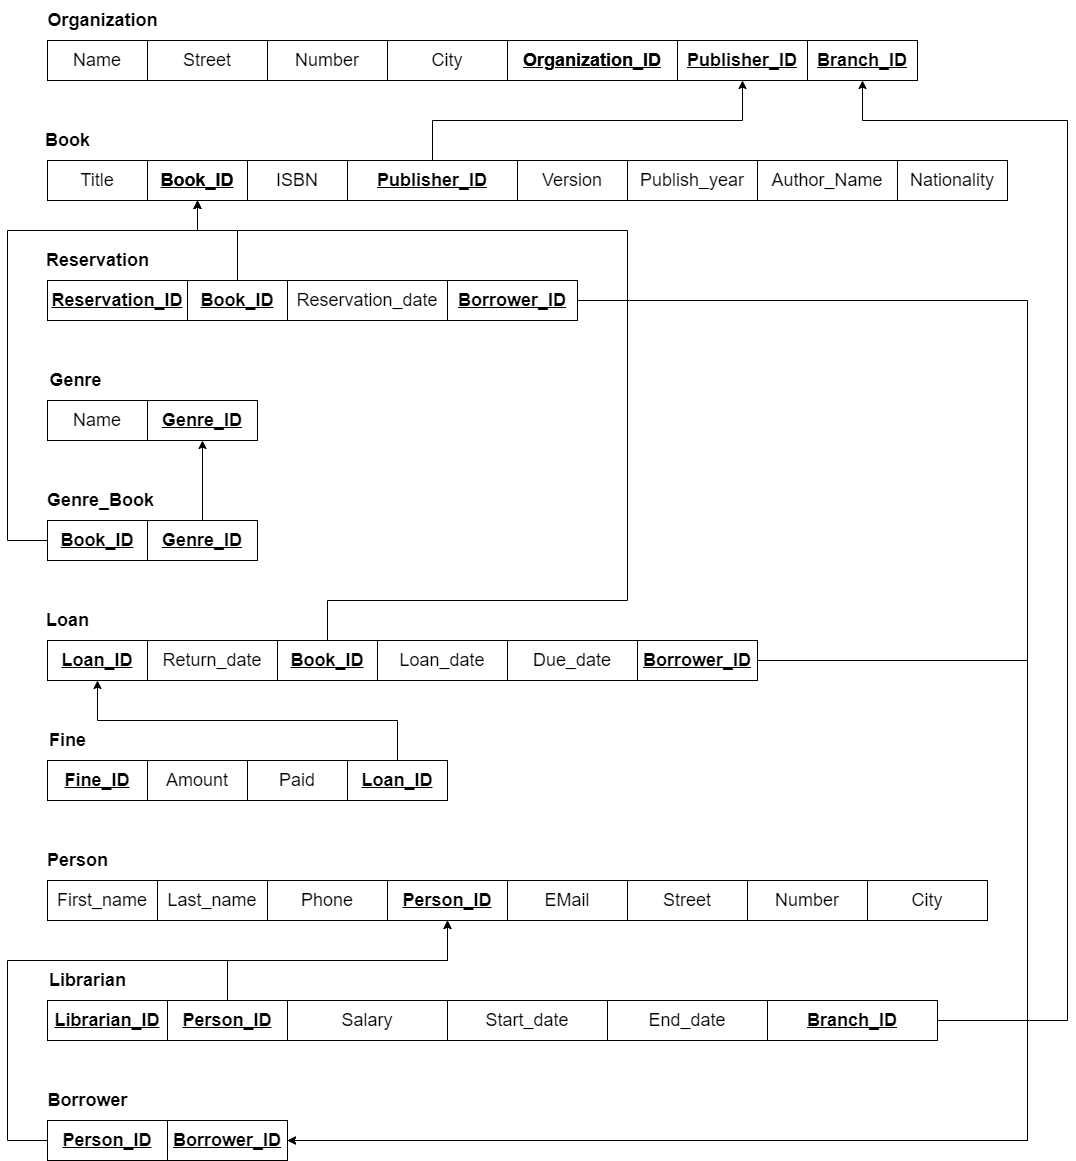 Organization
Name Street Number City Organization_ID Publisher_ID Branch_ID
Book
Title Book_ID ISBN Publisher_ID Version Publish_year Author_Name Nationality
Reservation
Reservation_ID Book_ID Reservation_date Borrower_ID
Genre
Name Genre_ID
Genre_Book
Book_ID Genre_ID
Loan
Loan_ID Return_date Book_ID Loan_date Due_date Borrower_ID
Fine
Fine_ID Amount Paid Loan_ID
Person
First_name Last_name Phone Person_ID EMail Street Number City
Librarian
Librarian_ID Person_ID Salary Start_date End_date Branch_ID
Borrower
Person_ID Borrower_ID